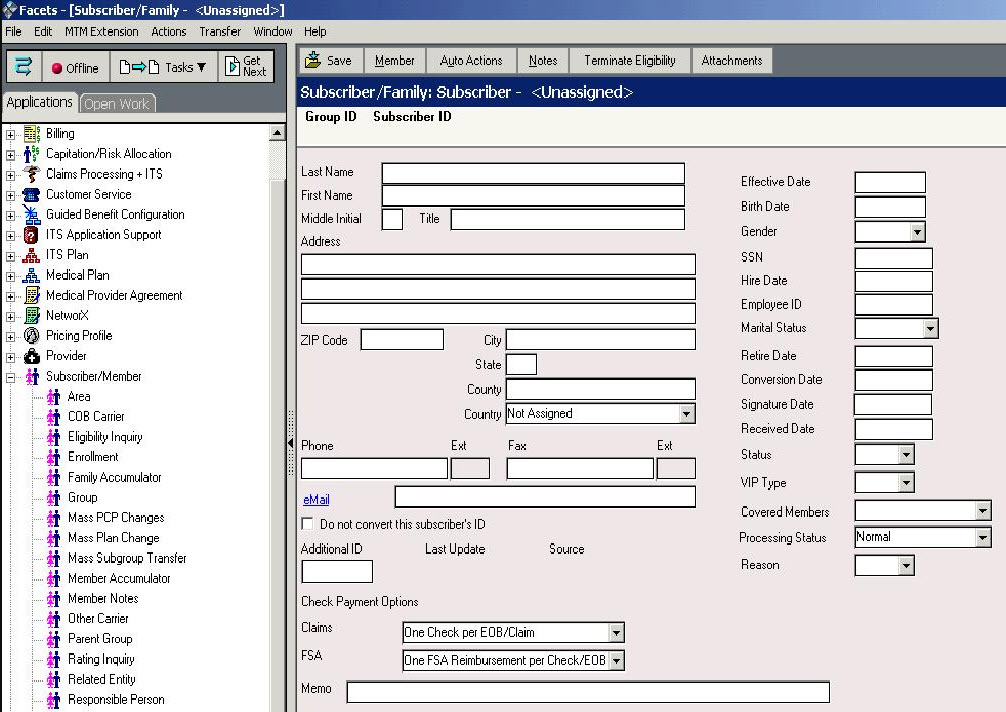 Facets - [Subscriber/Family - <Unassigned>]
File Edit MTM Extension Actions Transfer Window Help
Offline Tasks Get Next
Save Member Auto Actions Notes Terminate Eligibility Attachments
Applications Open Work
Billing
Capitation/Risk Allocation
Claims Processing + ITS
Customer Service
Guided Benefit Configuration
ITS Application Support
ITS Plan
Medical Plan
Medical Provider Agreement
NetworX
Pricing Profile
Provider
Subscriber/Member
Area
COB Carrier
Eligibility Inquiry
Enrollment
Family Accumulator
Group
Mass PCP Changes
Mass Plan Change
Mass Subgroup Transfer
Member Accumulator
Member Notes
Other Carrier
Parent Group
Rating Inquiry
Related Entity
Responsible Person
Subscriber/Family: Subscriber - <Unassigned>
Group ID Subscriber ID
Last Name
First Name
Middle Initial Title
Address
ZIP Code City
State
County
Country Not Assigned
Phone Ext Fax Ext
eMail
Do not convert this subscriber's ID
Additional ID Last Update Source
Check Payment Options
Claims One Check per EOB/Claim
FSA One FSA Reimbursement per Check/EOB
Memo
Effective Date
Birth Date
Gender
SSN
Hire Date
Employee ID
Marital Status
Retire Date
Conversion Date
Signature Date
Received Date
Status
VIP Type
Covered Members
Processing Status Normal
Reason